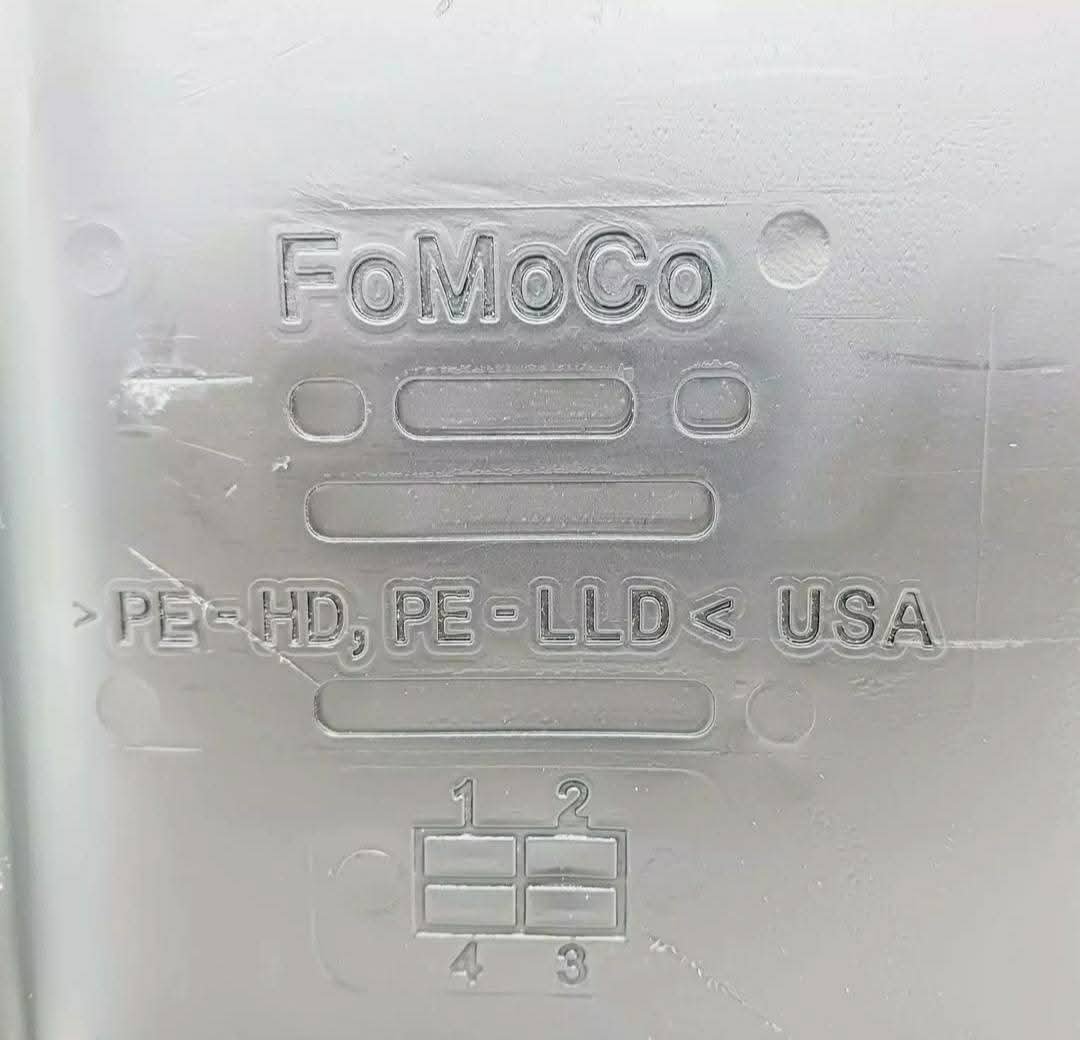 FoMoCo
>PE-HD, PE-LLD< USA
1 2
4 3